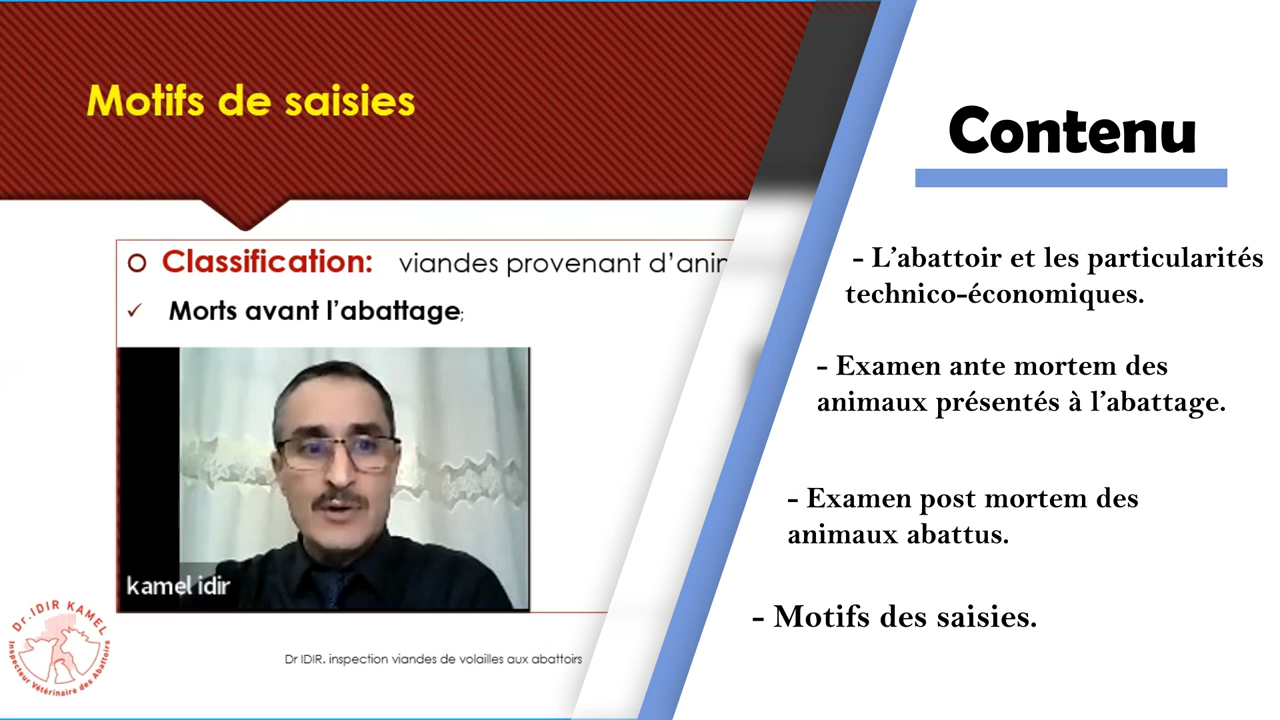 Motifs de saisies
Classification: viandes provenant d'anim
Morts avant l'abattage;
kamel idir
Dr. IDIR KAMEL
Inspecteur Vétérinaire des Abattoirs
Dr IDIR. inspection viandes de volailles aux abattoirs
Contenu
- L'abattoir et les particularités
technico-économiques.
- Examen ante mortem des
animaux présentés à l'abattage.
- Examen post mortem des
animaux abattus.
- Motifs des saisies.